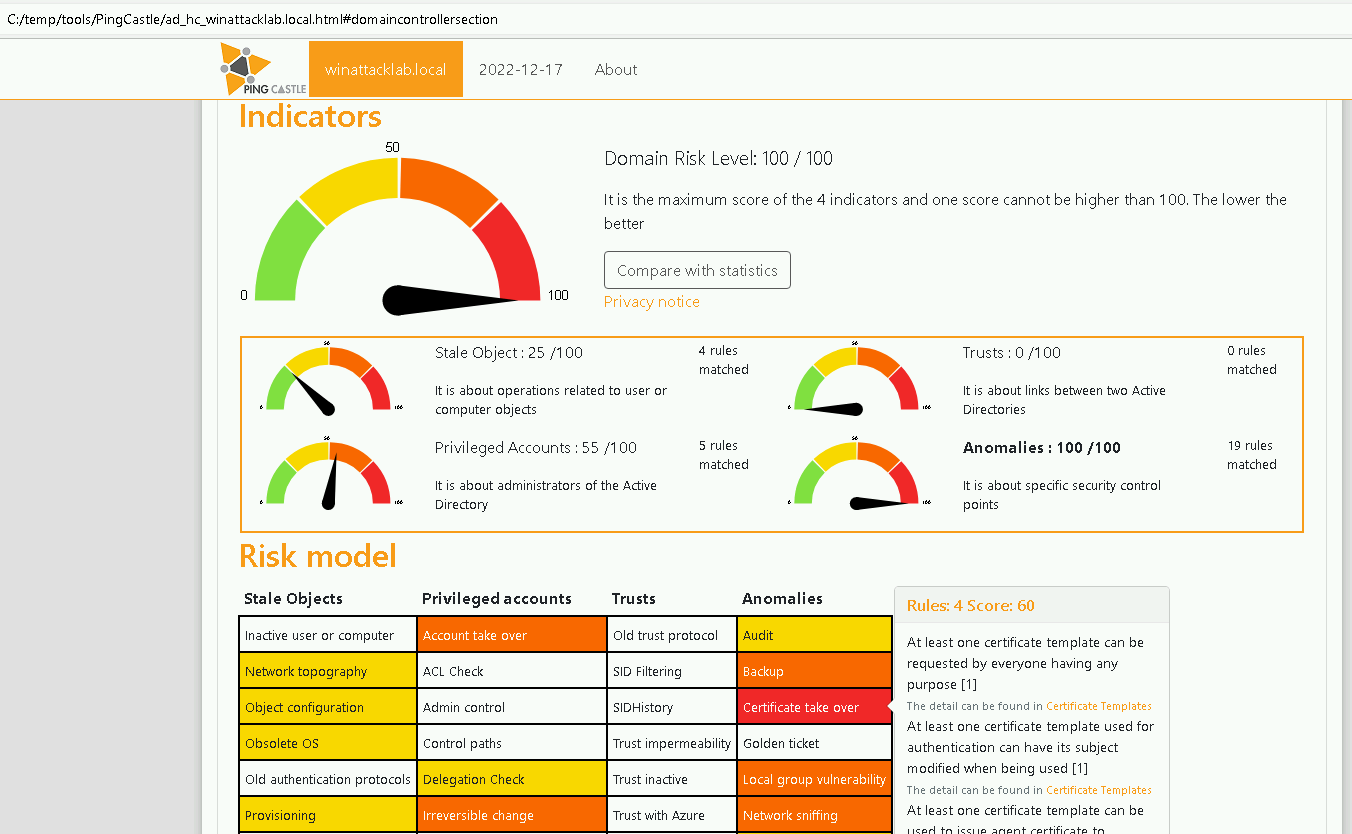 C:/temp/tools/PingCastle/ad_hc_winattacklab.local.html#domaincontrollersection
PING CASTLE
winattacklab.local
2022-12-17
About
Indicators
50
0
100
Domain Risk Level: 100 / 100
It is the maximum score of the 4 indicators and one score cannot be higher than 100. The lower the
better
Compare with statistics
Privacy notice
Stale Object : 25 /100
It is about operations related to user or
computer objects
4 rules
matched
Trusts : 0 /100
It is about links between two Active
Directories
0 rules
matched
Privileged Accounts : 55 /100
It is about administrators of the Active
Directory
5 rules
matched
Anomalies : 100 /100
It is about specific security control
points
19 rules
matched
Risk model
Stale Objects
Privileged accounts
Trusts
Anomalies
Inactive user or computer
Account take over
Old trust protocol
Audit
Network topography
ACL Check
SID Filtering
Backup
Object configuration
Admin control
SIDHistory
Certificate take over
Obsolete OS
Control paths
Trust impermeability
Golden ticket
Old authentication protocols
Delegation Check
Trust inactive
Local group vulnerability
Provisioning
Irreversible change
Trust with Azure
Network sniffing
Rules: 4 Score: 60
At least one certificate template can be
requested by everyone having any
purpose [1]
The detail can be found in Certificate Templates
At least one certificate template used for
authentication can have its subject
modified when being used [1]
The detail can be found in Certificate Templates
At least one certificate template can be
used to issue agent certificate to